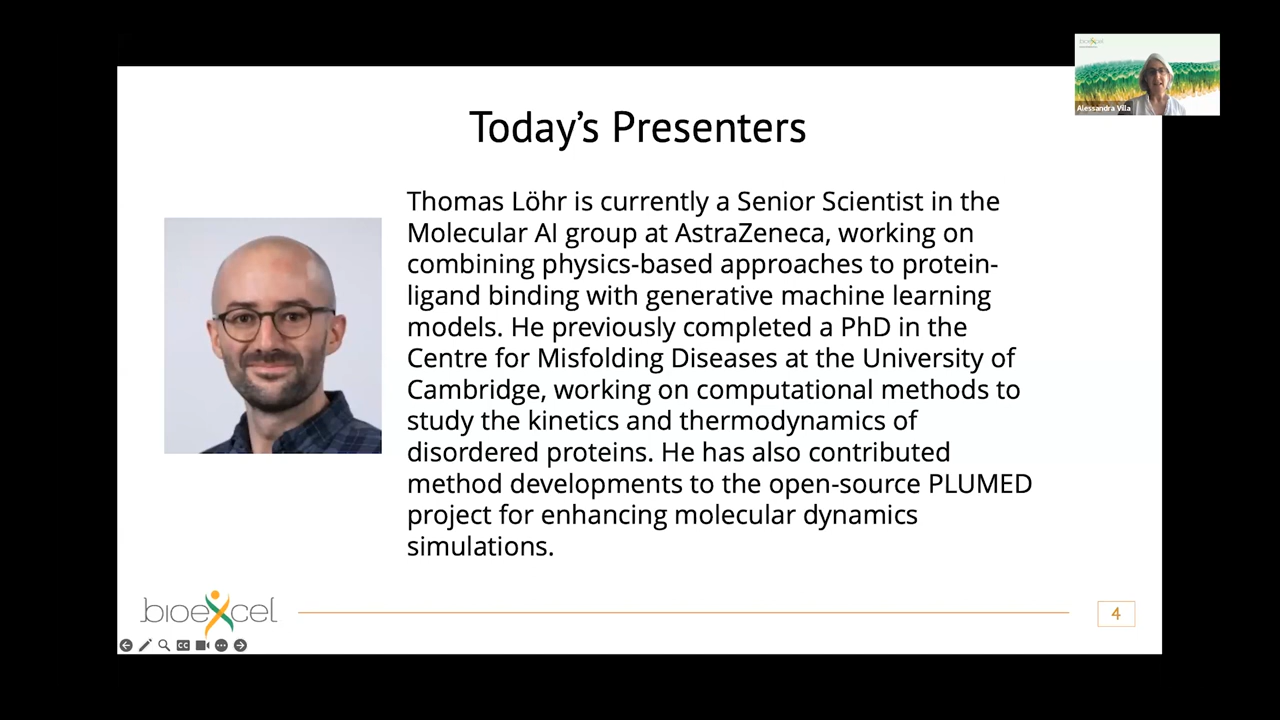 bioexcel
Alessandra Villa
Today's Presenters
Thomas Löhr is currently a Senior Scientist in the
Molecular AI group at AstraZeneca, working on
combining physics-based approaches to protein-
ligand binding with generative machine learning
models. He previously completed a PhD in the
Centre for Misfolding Diseases at the University of
Cambridge, working on computational methods to
study the kinetics and thermodynamics of
disordered proteins. He has also contributed
method developments to the open-source PLUMED
project for enhancing molecular dynamics
simulations.
bioexcel
4
CC